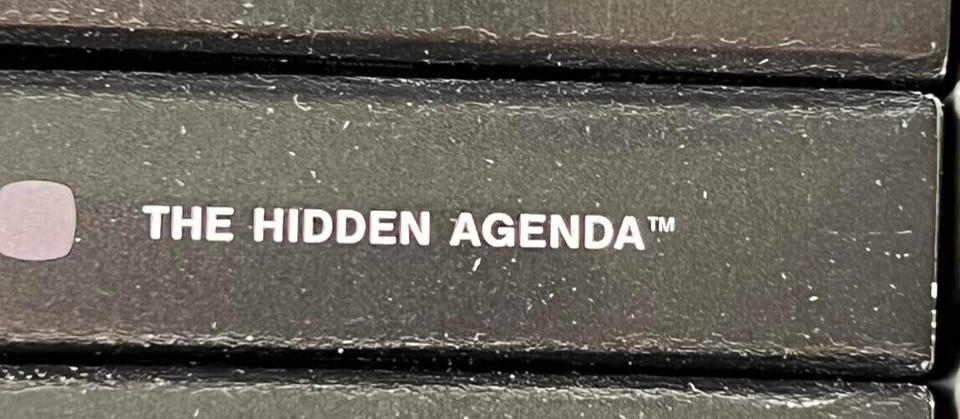 THE HIDDEN AGENDA™